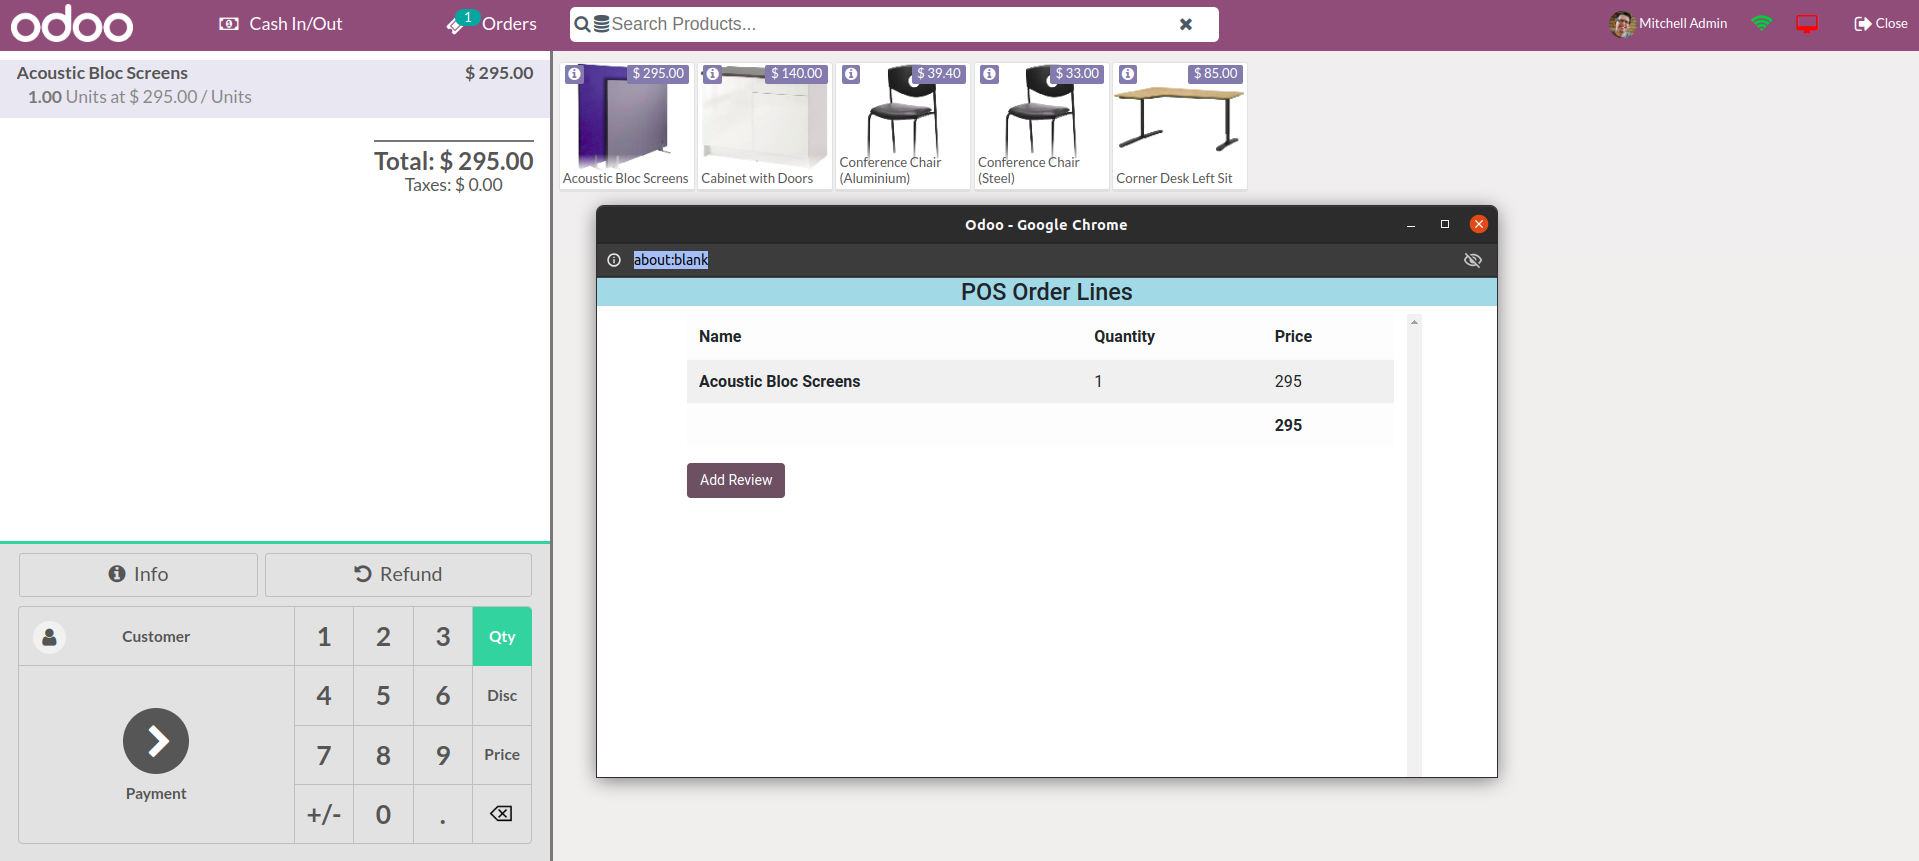 odoo
Cash In/Out
1
Orders
Search Products...
Mitchell Admin
Close
Acoustic Bloc Screens
$ 295.00
1.00 Units at $ 295.00 / Units
Total: $ 295.00
Taxes: $ 0.00
$ 295.00
Acoustic Bloc Screens
$ 140.00
Cabinet with Doors
$ 39.40
Conference Chair
(Aluminium)
$ 33.00
Conference Chair
(Steel)
$ 85.00
Corner Desk Left Sit
Odoo - Google Chrome
about:blank
POS Order Lines
Name Quantity Price
Acoustic Bloc Screens 1 295
295
Add Review
Info
Refund
Customer
1 2 3 Qty
4 5 6 Disc
7 8 9 Price
Payment
+/- 0 .